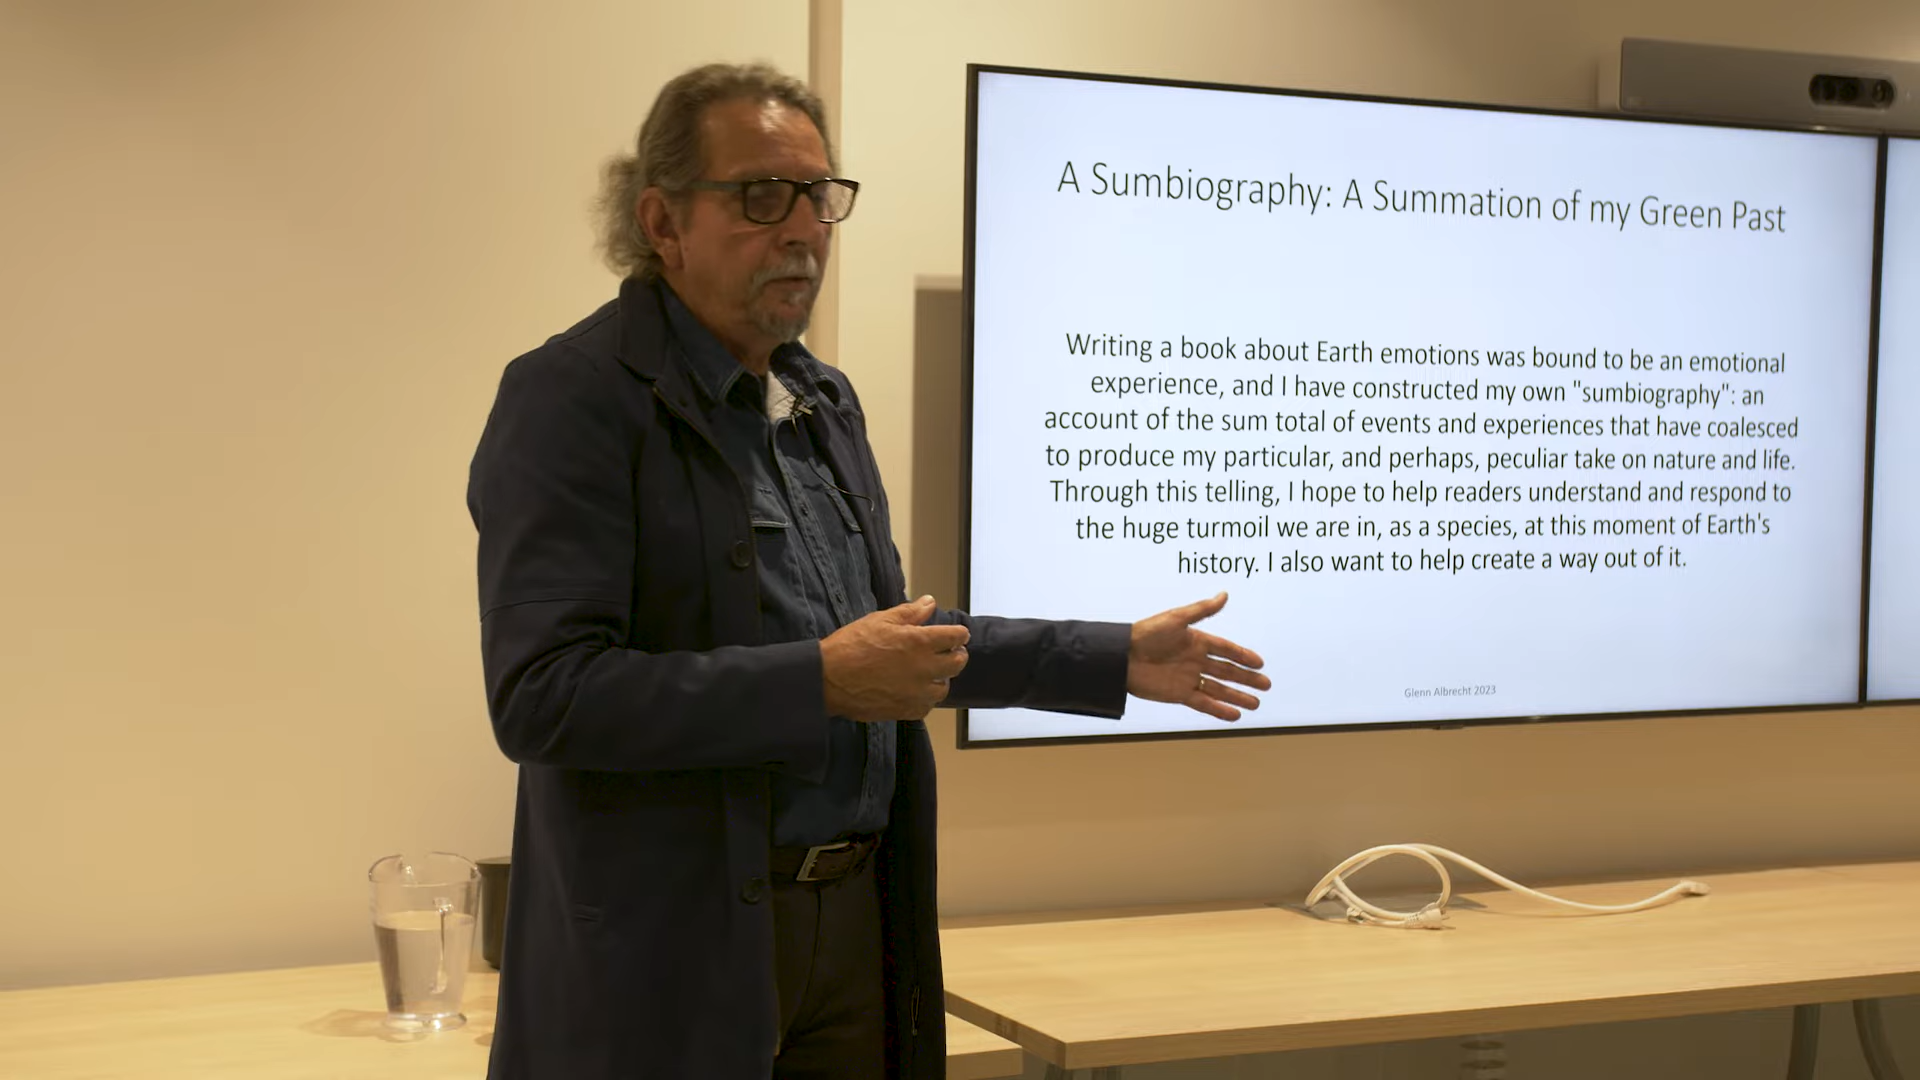 A Sumbiography: A Summation of my Green Past
Writing a book about Earth emotions was bound to be an emotional
experience, and I have constructed my own "sumbiography": an
account of the sum total of events and experiences that have coalesced
to produce my particular, and perhaps, peculiar take on nature and life.
Through this telling, I hope to help readers understand and respond to
the huge turmoil we are in, as a species, at this moment of Earth's
history. I also want to help create a way out of it.
Glenn Albrecht 2023